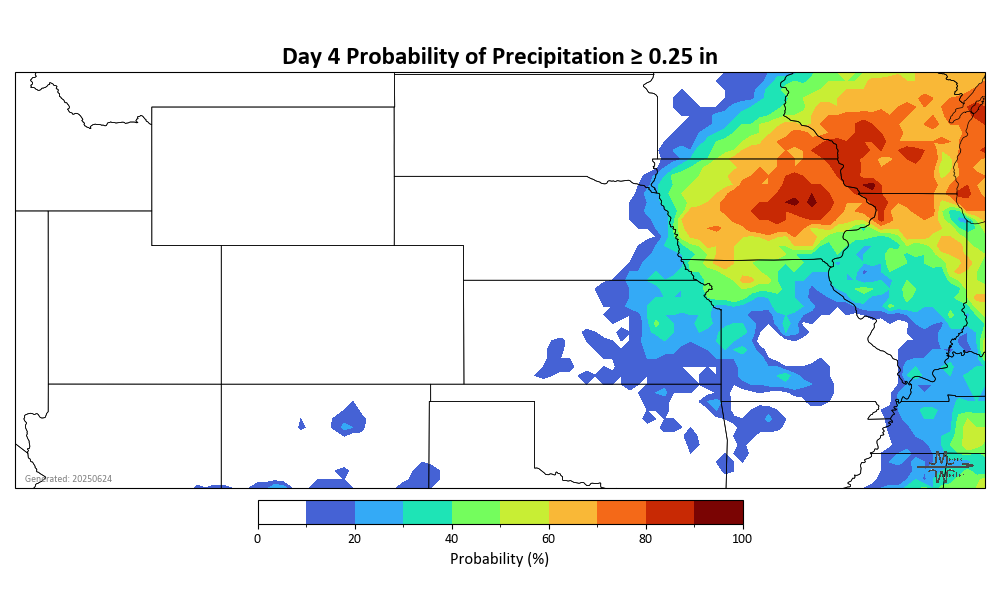 Day 4 Probability of Precipitation ≥ 0.25 in
Generated: 20250624
0 20 40 60 80 100
Probability (%)